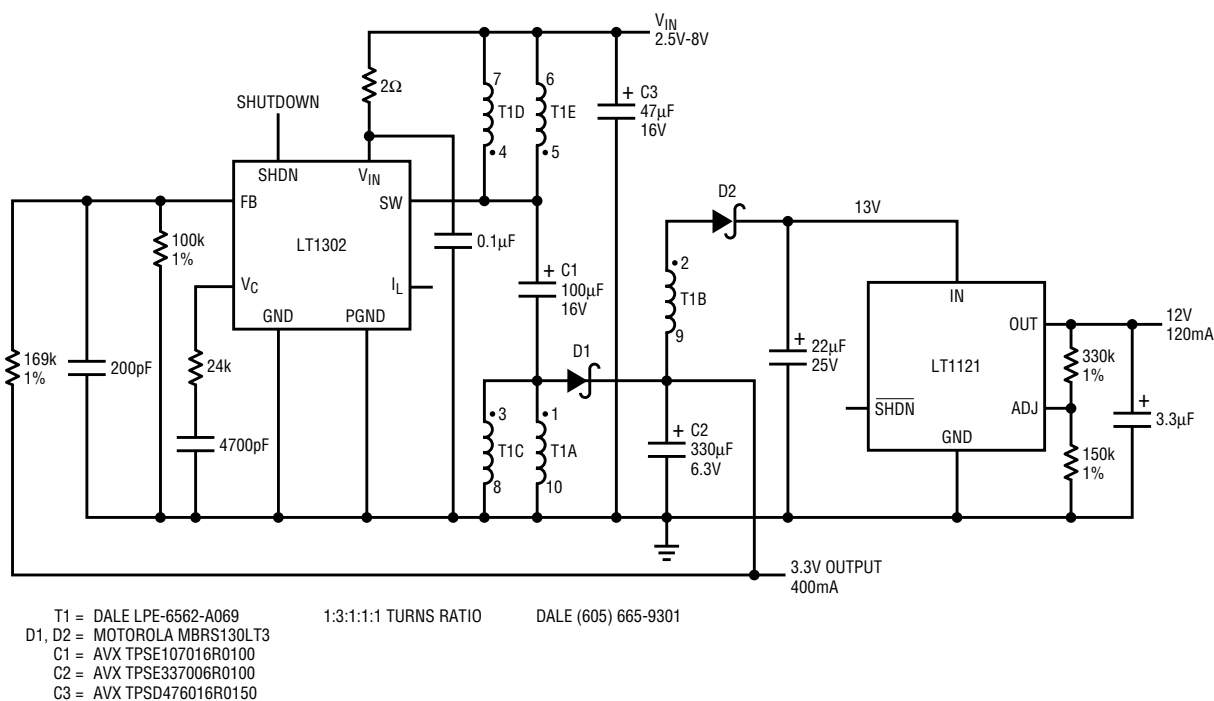 V_IN
2.5V-8V
2Ω
7
T1D
• 4
6
T1E
• 5
+ C3
47µF
16V
SHUTDOWN
SHDN
V_IN
FB
SW
LT1302
V_C
I_L
GND
PGND
100k
1%
0.1µF
169k
1%
200pF
24k
4700pF
+ C1
100µF
16V
D1
• 3
T1C
8
• 1
T1A
10
D2
• 2
T1B
9
+ C2
330µF
6.3V
13V
+ 22µF
25V
IN
OUT
LT1121
SHDN
ADJ
GND
12V
120mA
330k
1%
150k
1%
+
3.3µF
3.3V OUTPUT
400mA
T1 = DALE LPE-6562-A069 1:3:1:1:1 TURNS RATIO DALE (605) 665-9301
D1, D2 = MOTOROLA MBRS130LT3
C1 = AVX TPSE107016R0100
C2 = AVX TPSE337006R0100
C3 = AVX TPSD476016R0150